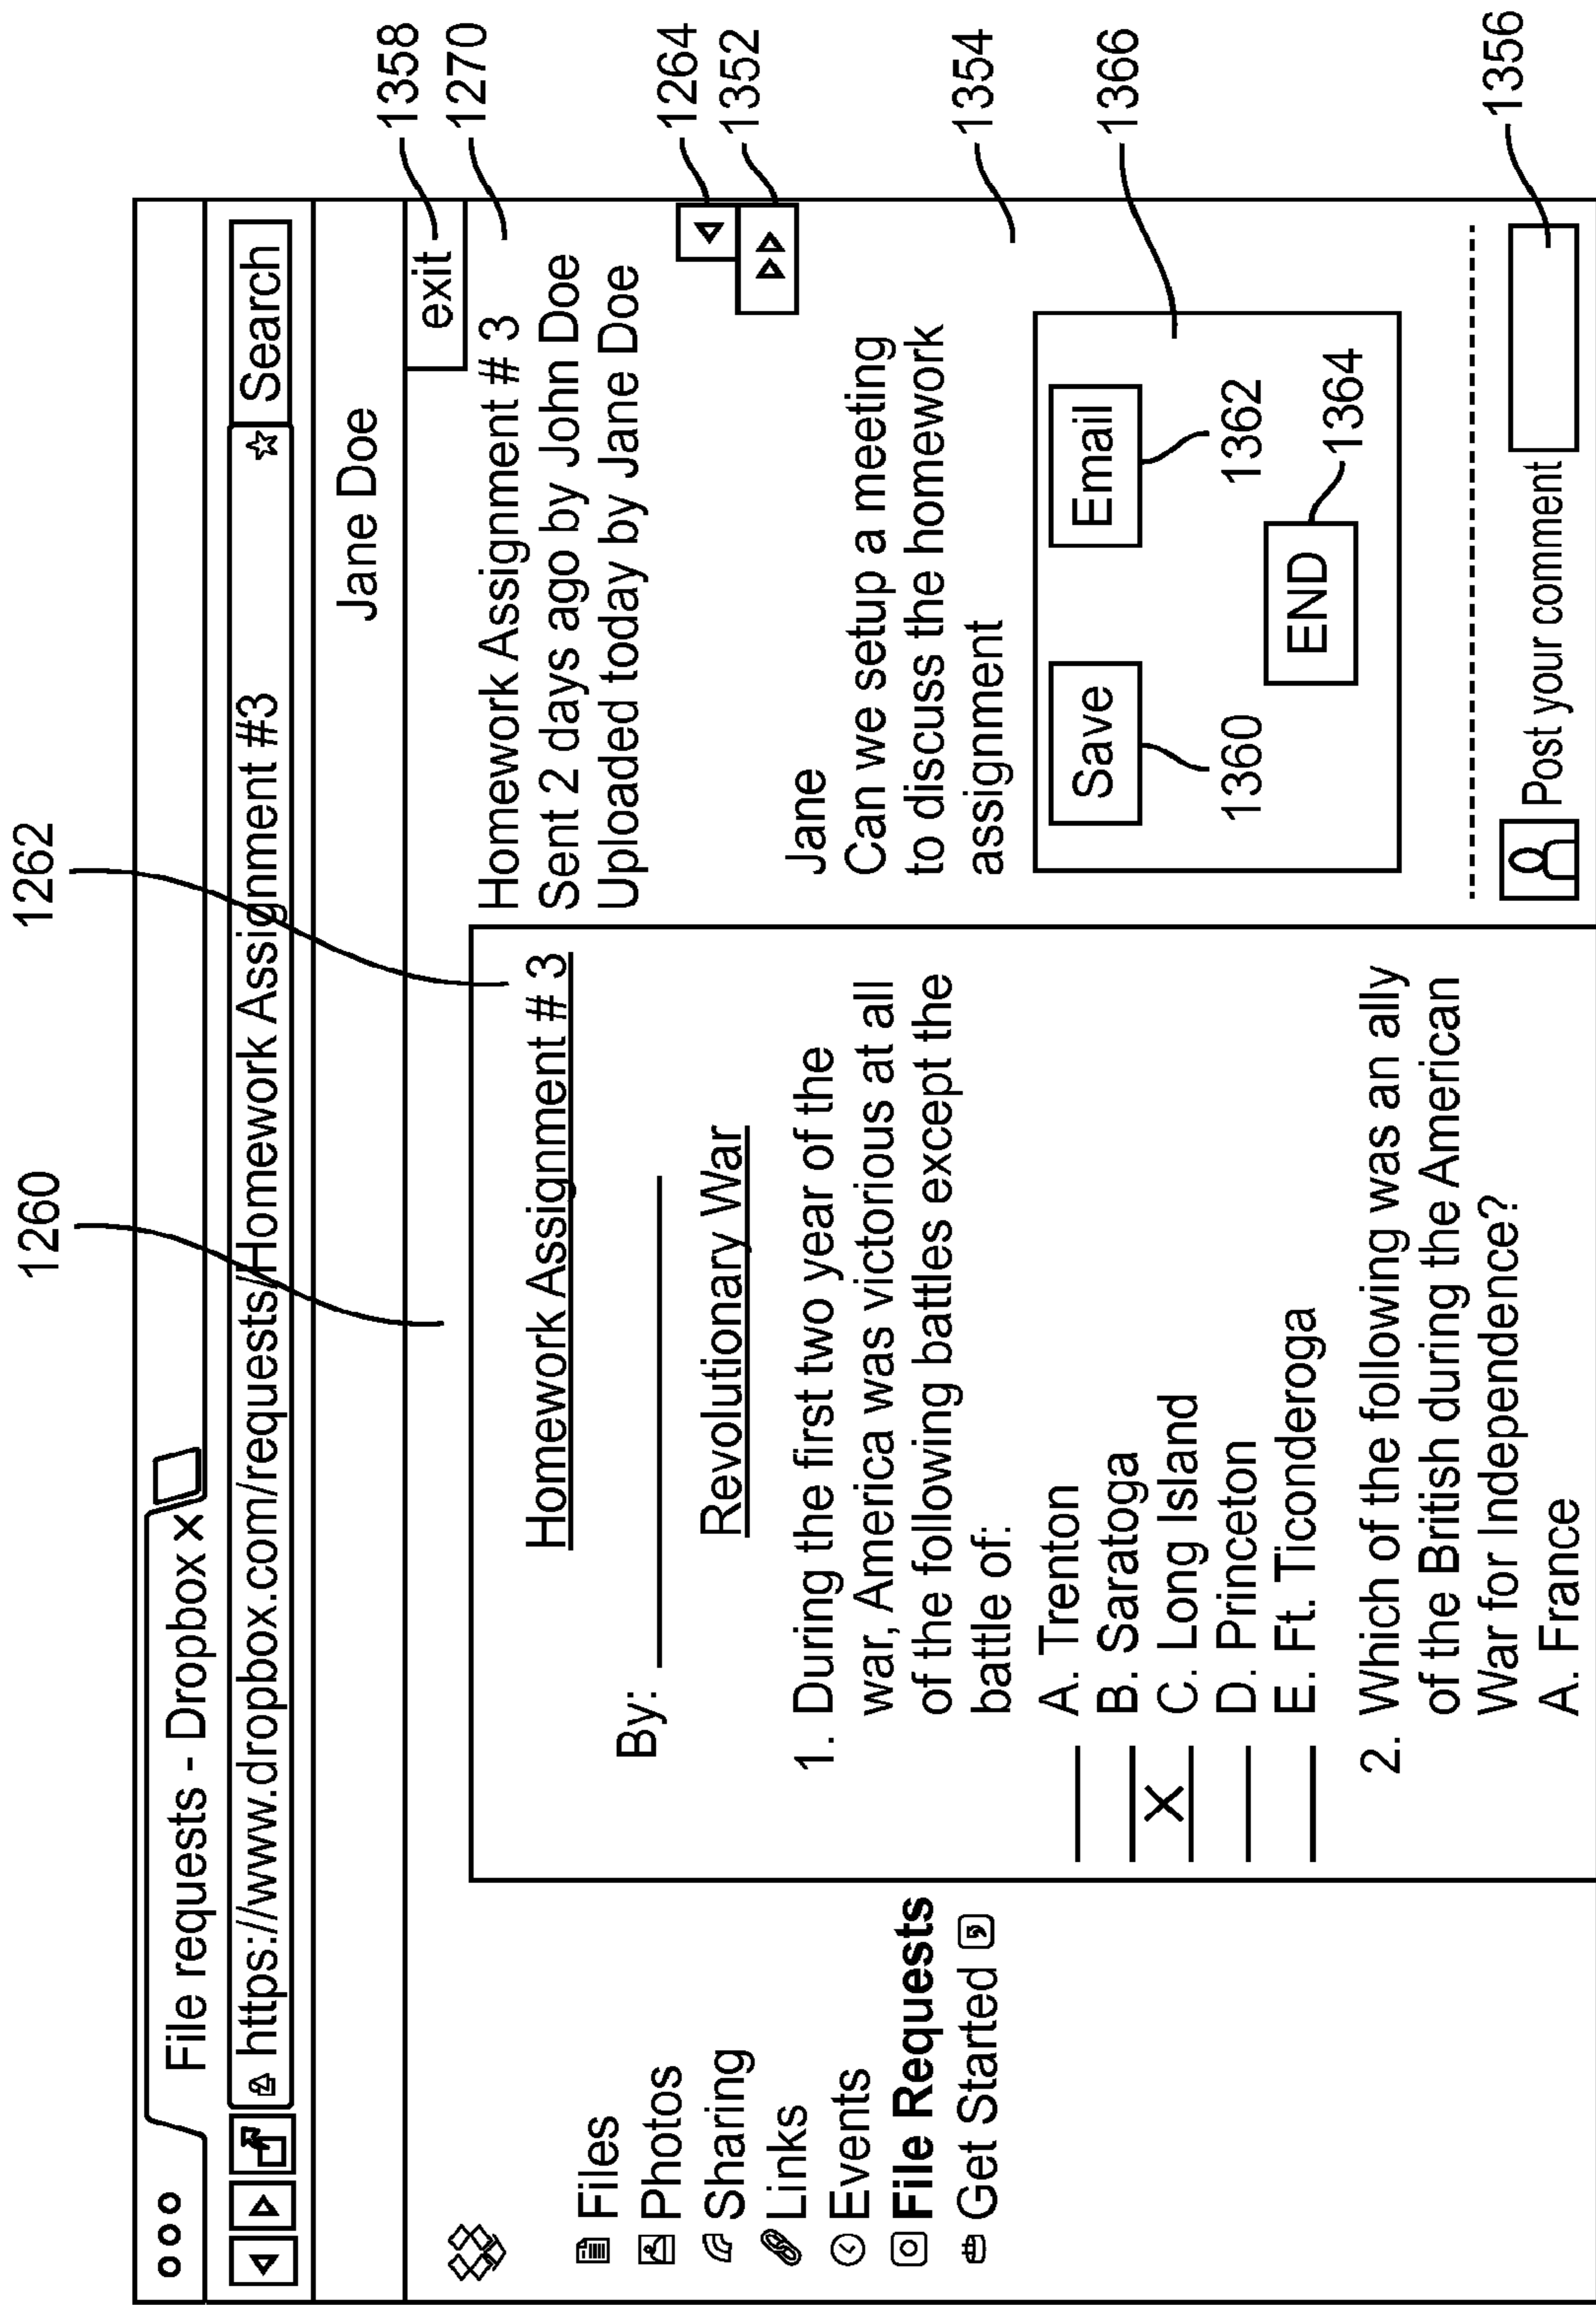 1260
1262
File requests - Dropbox X
https://www.dropbox.com/requests/Homework Assignment #3
Search
Jane Doe
Files
Photos
Sharing
Links
Events
File Requests
Get Started
Homework Assignment # 3
By:
Revolutionary War
1. During the first two year of the
war, America was victorious at all
of the following battles except the
battle of:
A. Trenton
B. Saratoga
X C. Long Island
D. Princeton
E. Ft. Ticonderoga
2. Which of the following was an ally
of the British during the American
War for Independence?
A. France
exit
1358
Homework Assignment # 3
1270
Sent 2 days ago by John Doe
Uploaded today by Jane Doe
1264
1352
Jane
Can we setup a meeting
to discuss the homework
assignment
1354
Save
Email
1366
1360
1362
END
1364
Post your comment
1356